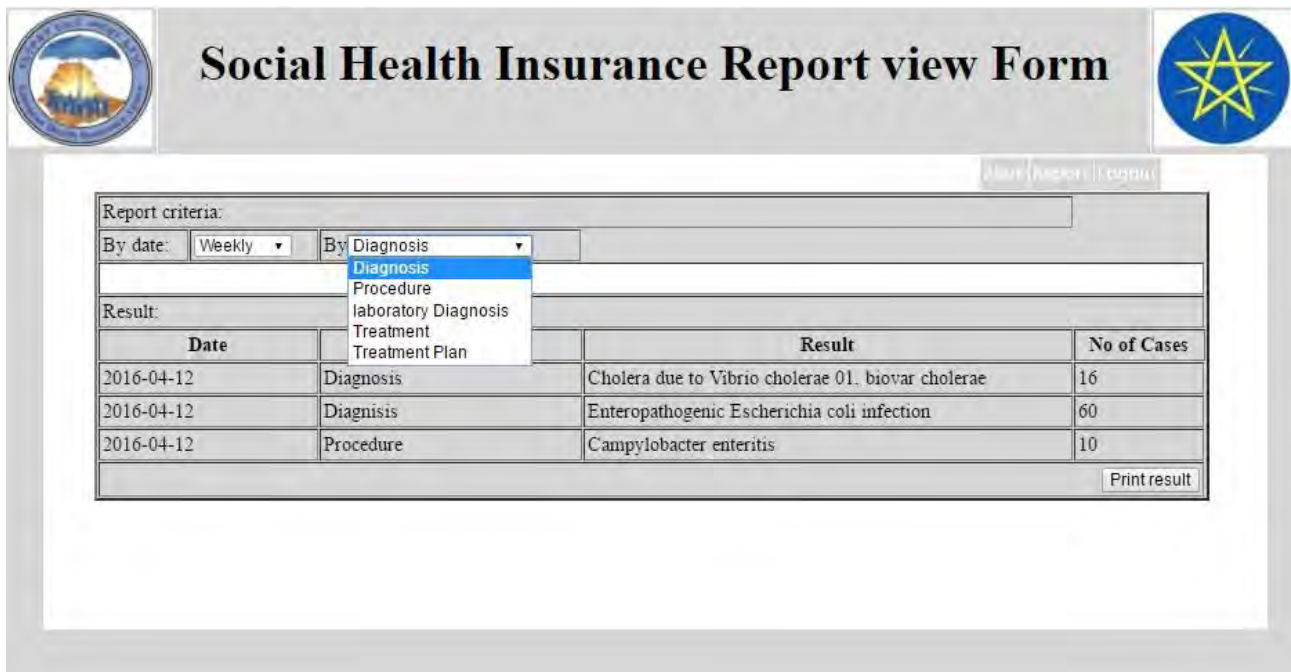 Social Health Insurance Report view Form
Report criteria:
By date: Weekly By Diagnosis
Diagnosis
Procedure
laboratory Diagnosis
Treatment
Treatment Plan
Result:
Date Result No of Cases
2016-04-12 Diagnosis Cholera due to Vibrio cholerae 01. biovar cholerae 16
2016-04-12 Diagnisis Enteropathogenic Escherichia coli infection 60
2016-04-12 Procedure Campylobacter enteritis 10
Print result